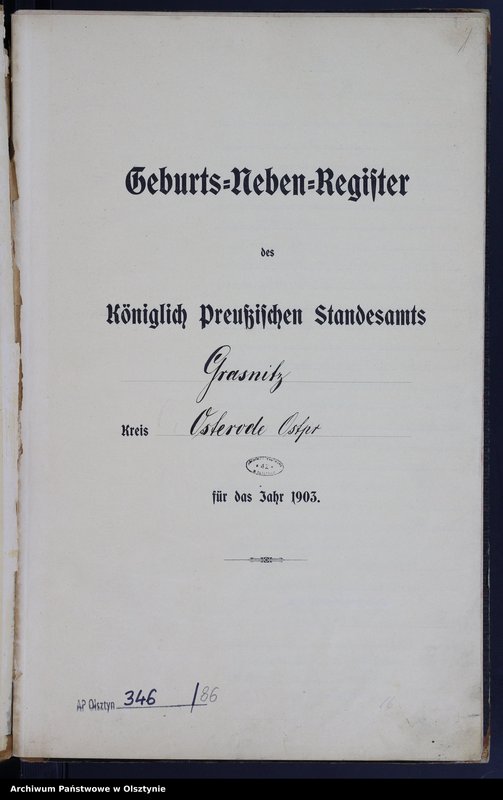 Geburts=Neben=Register
des
Königlich Preußischen Standesamts
Grasnitz
Kreis Osterode Ostpr
für das Jahr 1903.
AP Olsztyn 346 /86
Archiwum Państwowe w Olsztynie